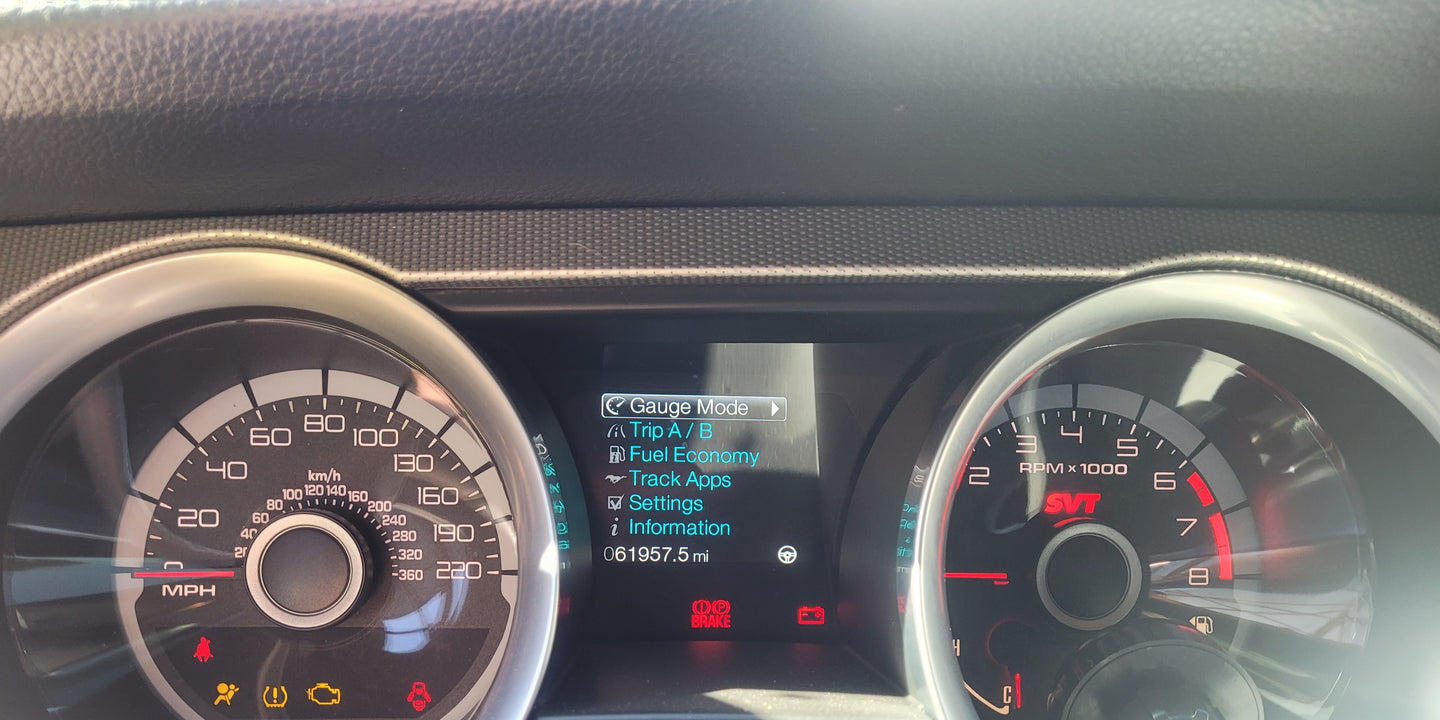 20
40
60
80
100
130
160
190
220
MPH
km/h
40
60
80
100
120
140
160
200
240
280
320
360
Gauge Mode
Trip A / B
Fuel Economy
Track Apps
Settings
Information
061957.5 mi
BRAKE
2
3
4
5
6
7
8
RPM x 1000
SVT
H
C